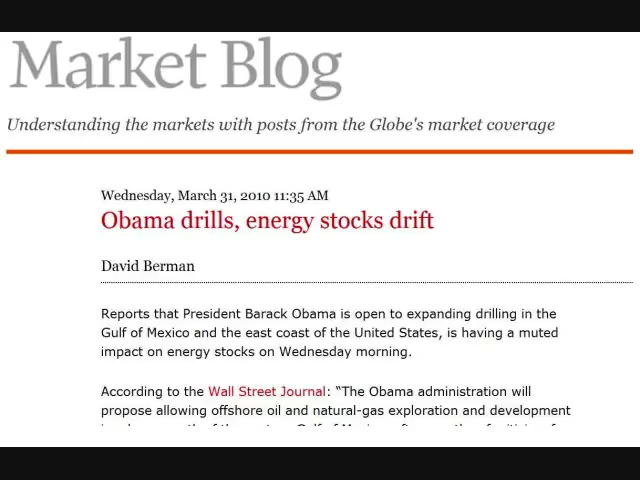 Market Blog
Understanding the markets with posts from the Globe's market coverage
Wednesday, March 31, 2010 11:35 AM
Obama drills, energy stocks drift
David Berman
Reports that President Barack Obama is open to expanding drilling in the
Gulf of Mexico and the east coast of the United States, is having a muted
impact on energy stocks on Wednesday morning.
According to the Wall Street Journal: “The Obama administration will
propose allowing offshore oil and natural-gas exploration and development